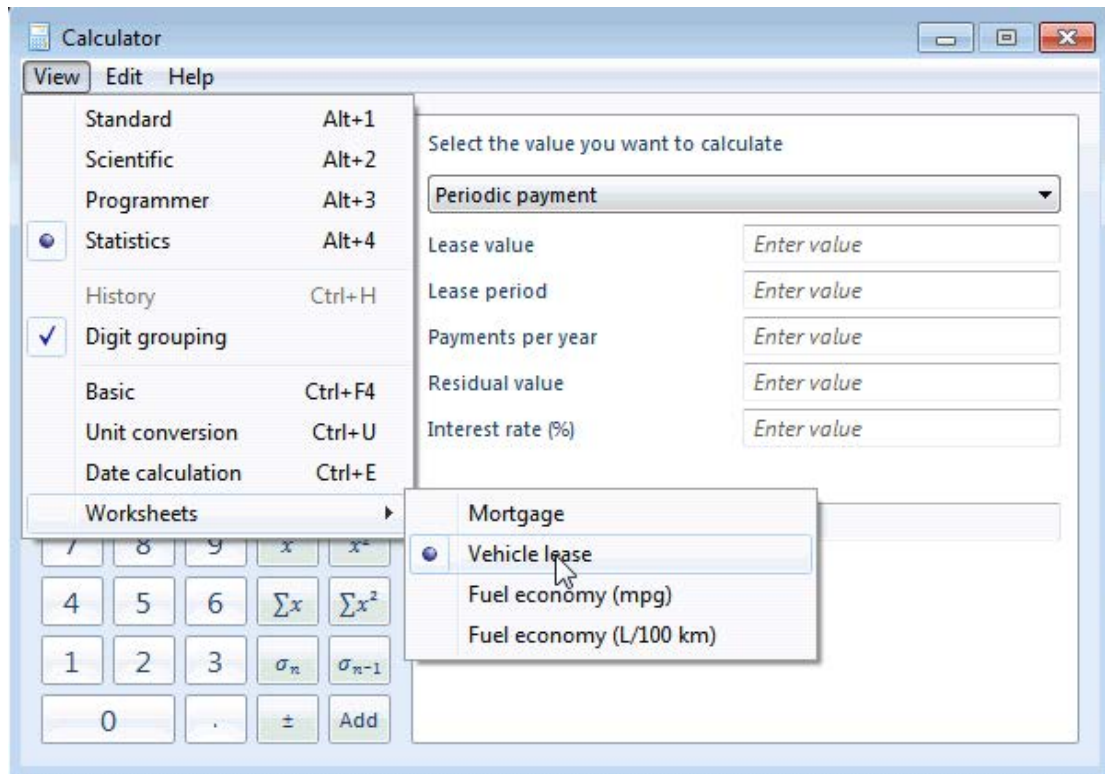 Calculator
View Edit Help
Standard Alt+1
Scientific Alt+2
Programmer Alt+3
Statistics Alt+4
History Ctrl+H
Digit grouping
Basic Ctrl+F4
Unit conversion Ctrl+U
Date calculation Ctrl+E
Worksheets
Select the value you want to calculate
Periodic payment
Lease value Enter value
Lease period Enter value
Payments per year Enter value
Residual value Enter value
Interest rate (%) Enter value
Mortgage
Vehicle lease
Fuel economy (mpg)
Fuel economy (L/100 km)
7 8 9 x x²
4 5 6 ∑x ∑x²
1 2 3 σn σn-1
0 . ± Add